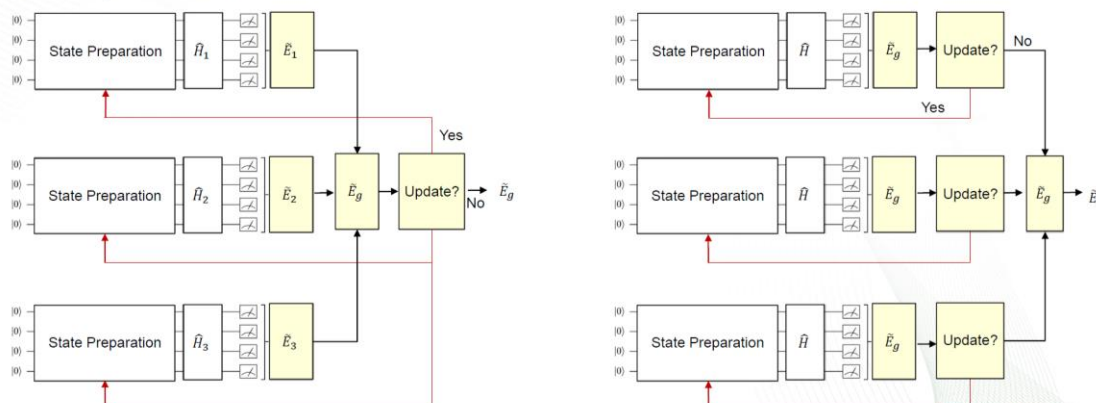 |0⟩
|0⟩
|0⟩
|0⟩
State Preparation
Ĥ₁
Ẽ₁
Yes
|0⟩
|0⟩
|0⟩
|0⟩
State Preparation
Ĥ₂
Ẽ₂
Ẽg
Update?
No
Ẽg
|0⟩
|0⟩
|0⟩
|0⟩
State Preparation
Ĥ₃
Ẽ₃
|0⟩
|0⟩
|0⟩
|0⟩
State Preparation
Ĥ
Ẽg
Update?
No
Yes
|0⟩
|0⟩
|0⟩
|0⟩
State Preparation
Ĥ
Ẽg
Update?
Ẽg
|0⟩
|0⟩
|0⟩
|0⟩
State Preparation
Ĥ
Ẽg
Update?